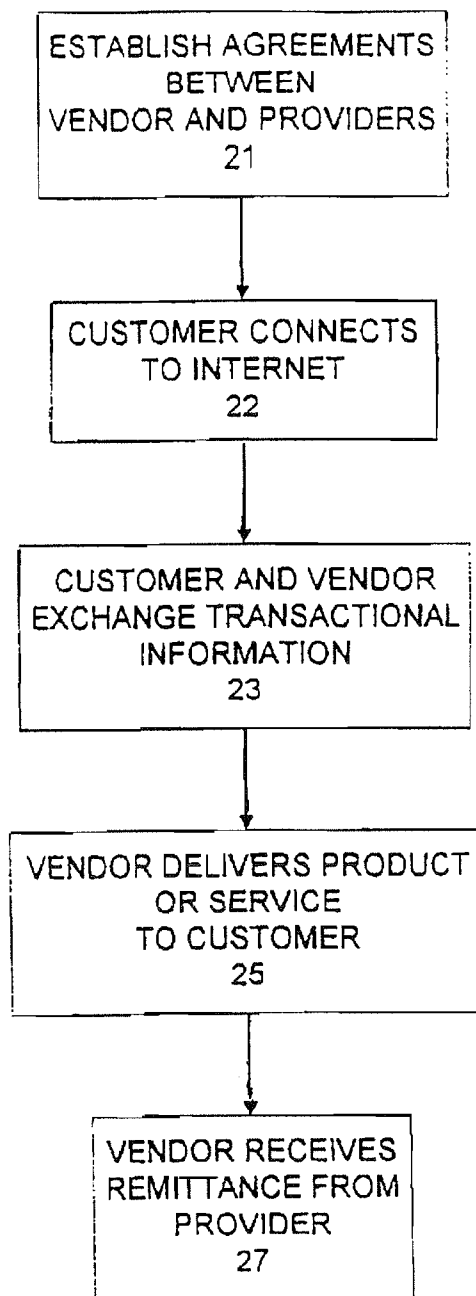 ESTABLISH AGREEMENTS
BETWEEN
VENDOR AND PROVIDERS
21
CUSTOMER CONNECTS
TO INTERNET
22
CUSTOMER AND VENDOR
EXCHANGE TRANSACTIONAL
INFORMATION
23
VENDOR DELIVERS PRODUCT
OR SERVICE
TO CUSTOMER
25
VENDOR RECEIVES
REMITTANCE FROM
PROVIDER
27